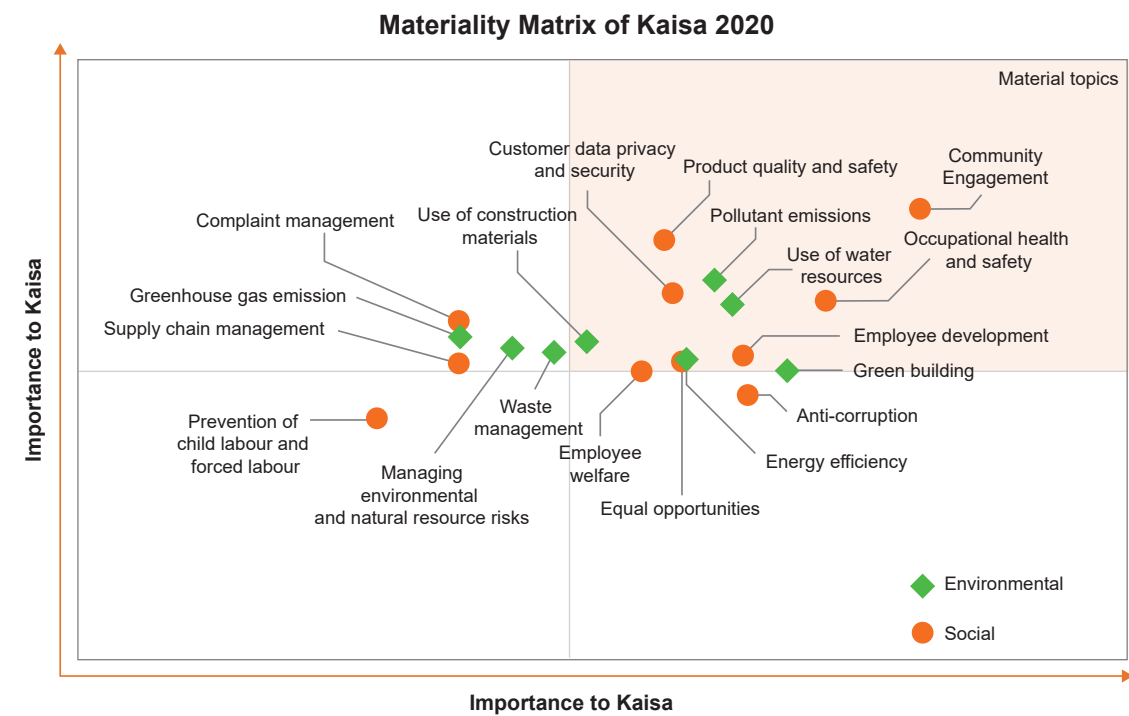 Materiality Matrix of Kaisa 2020
Material topics
Customer data privacy
and security
Product quality and safety
Community
Engagement
Complaint management
Use of construction
materials
Pollutant emissions
Use of water
resources
Occupational health
and safety
Greenhouse gas emission
Supply chain management
Employee development
Green building
Prevention of
child labour and
forced labour
Managing
environmental
and natural resource risks
Waste
management
Employee
welfare
Equal opportunities
Anti-corruption
Energy efficiency
Environmental
Social
Importance to Kaisa
Importance to Kaisa